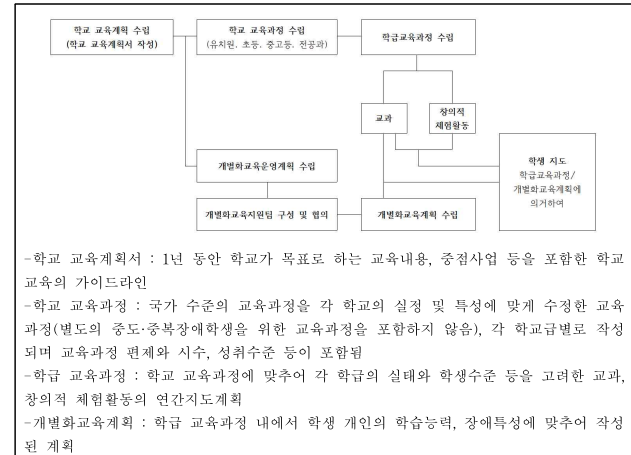 학교 교육계획 수립
(학교 교육계획서 작성)
학교 교육과정 수립
(유치원, 초등, 중고등, 전공과)
학급교육과정 수립
교과
창의적
체험활동
학생 지도
학급교육과정/
개별화교육계획에
의거하여
개별화교육운영계획 수립
개별화교육지원팀 구성 및 협의
개별화교육계획 수립
-학교 교육계획서 : 1년 동안 학교가 목표로 하는 교육내용, 중점사업 등을 포함한 학교
교육의 가이드라인
-학교 교육과정 : 국가 수준의 교육과정을 각 학교의 실정 및 특성에 맞게 수정한 교육
과정(별도의 중도·중복장애학생을 위한 교육과정을 포함하지 않음), 각 학교급별로 작성
되며 교육과정 편제와 시수, 성취수준 등이 포함됨
-학급 교육과정 : 학교 교육과정에 맞추어 각 학급의 실태와 학생수준 등을 고려한 교과,
창의적 체험활동의 연간지도계획
-개별화교육계획 : 학급 교육과정 내에서 학생 개인의 학습능력, 장애특성에 맞추어 작성
된 계획